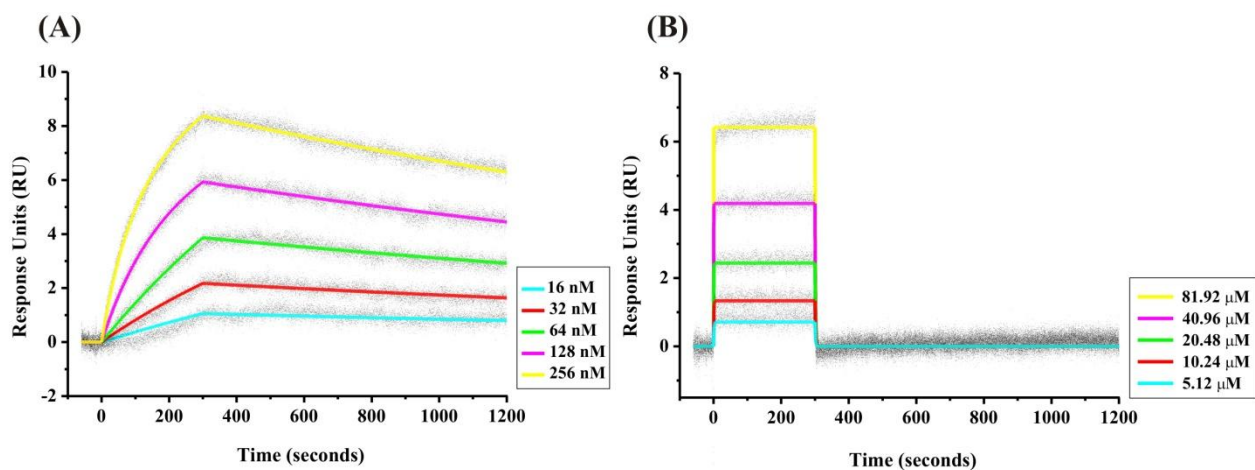 (A)
10
8
6
4
2
0
-2
Response Units (RU)
0 200 400 600 800 1000 1200
Time (seconds)
16 nM
32 nM
64 nM
128 nM
256 nM
(B)
8
6
4
2
0
Response Units (RU)
0 200 400 600 800 1000 1200
Time (seconds)
81.92 μM
40.96 μM
20.48 μM
10.24 μM
5.12 μM